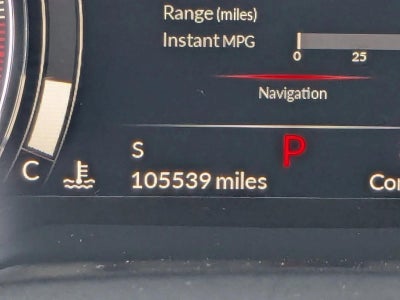 Range (miles)
Instant MPG
0 25
Navigation
S P
C 105539 miles